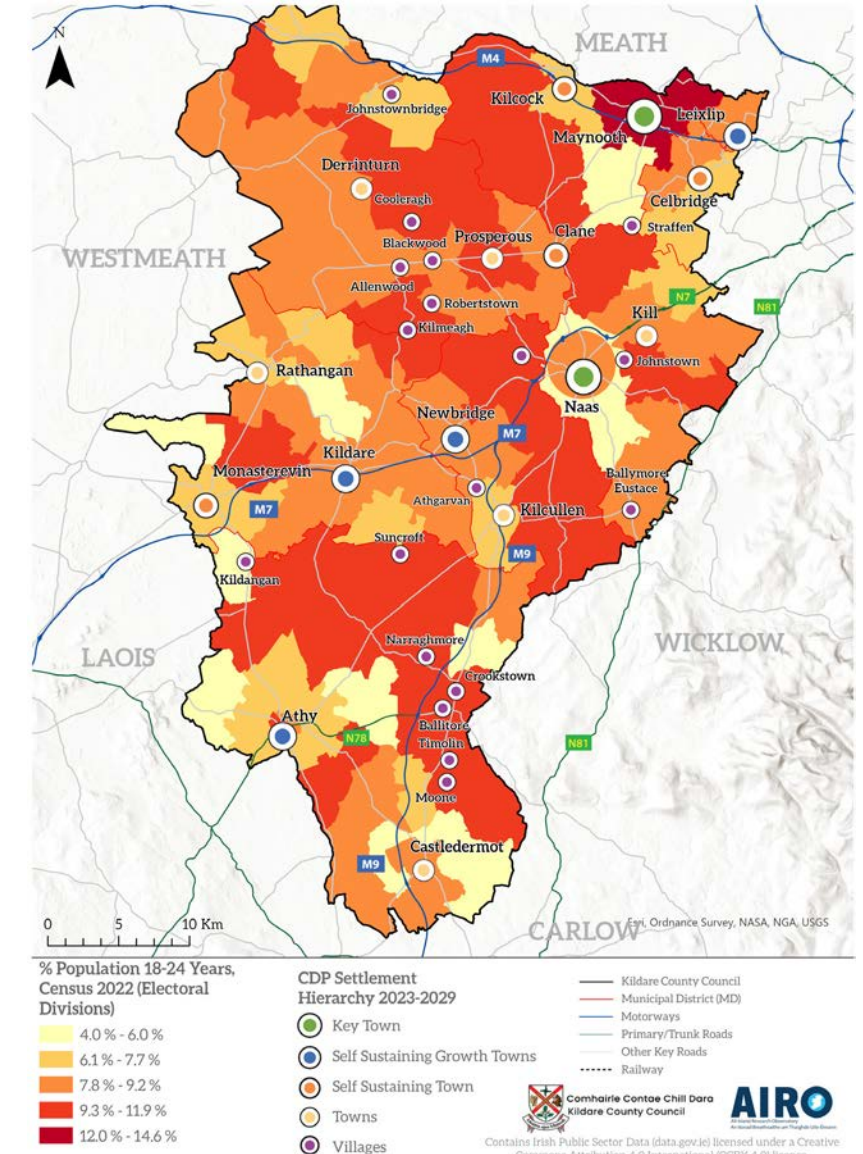 N
MEATH
M4
Kilcock
Leixlip
Maynooth
Johnstownbridge
Derrinturn
Cooleragh
Celbridge
Straffen
Blackwood
Prosperous
Clane
WESTMEATH
Allenwood
Robertstown
N7
N81
Kill
Kilmeagh
Johnstown
Rathangan
Naas
Newbridge
M7
Kildare
Monasterevin
Athgarvan
Ballymore
Eustace
M7
Kilcullen
Suncroft
M9
Kildangan
WICKLOW
Narraghmore
LAOIS
Crookstown
Athy
Ballitore
N78
Timolin
N81
Moone
Castledermot
M9
0 5 10 Km
CARLOW
Esri, Ordnance Survey, NASA, NGA, USGS
% Population 18-24 Years,
Census 2022 (Electoral
Divisions)
4.0 % - 6.0 %
6.1 % - 7.7 %
7.8 % - 9.2 %
9.3 % - 11.9 %
12.0 % - 14.6 %
CDP Settlement
Hierarchy 2023-2029
Key Town
Self Sustaining Growth Towns
Self Sustaining Town
Towns
Villages
Kildare County Council
Municipal District (MD)
Motorways
Primary/Trunk Roads
Other Key Roads
Railway
Comhairle Contae Chill Dara
Kildare County Council
AIRO
Contains Irish Public Sector Data (data.gov.ie) licensed under a Creative